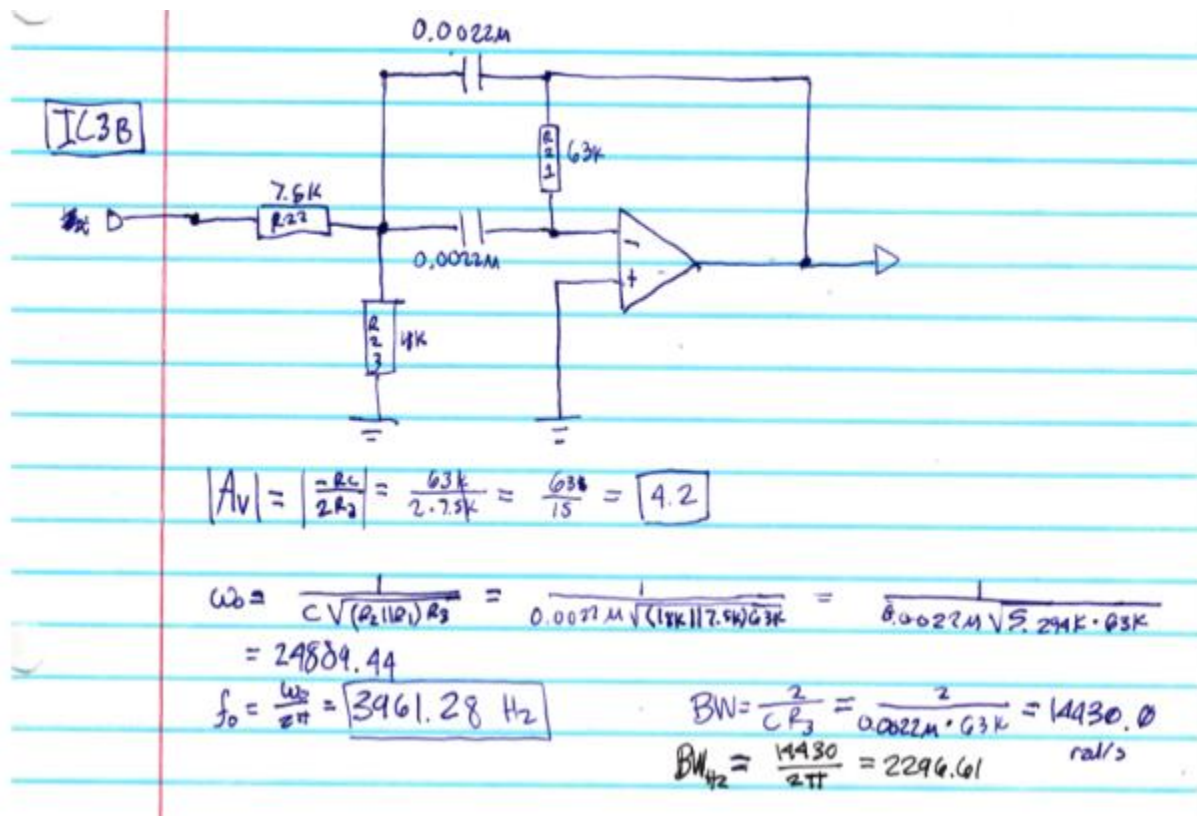 0.0022M
IC3B
R21 63K
7.5K
R22
0.0022M
-
+
R23 18K
|Av| = |-Rc/2Ra| = 63k/2·7.5k = 63k/15 = 4.2
ω₀ = 1/C√(R₂||R₁)R₃ = 1/0.0022M√(18K||7.5K)63K = 1/0.0022M√5.294K·63K
= 24889.44
f₀ = ω₀/2π = 3961.28 Hz
BW = 2/CR₃ = 2/0.0022M·63K = 14430.0 rad/s
BW_Hz = 14430/2π = 2296.61